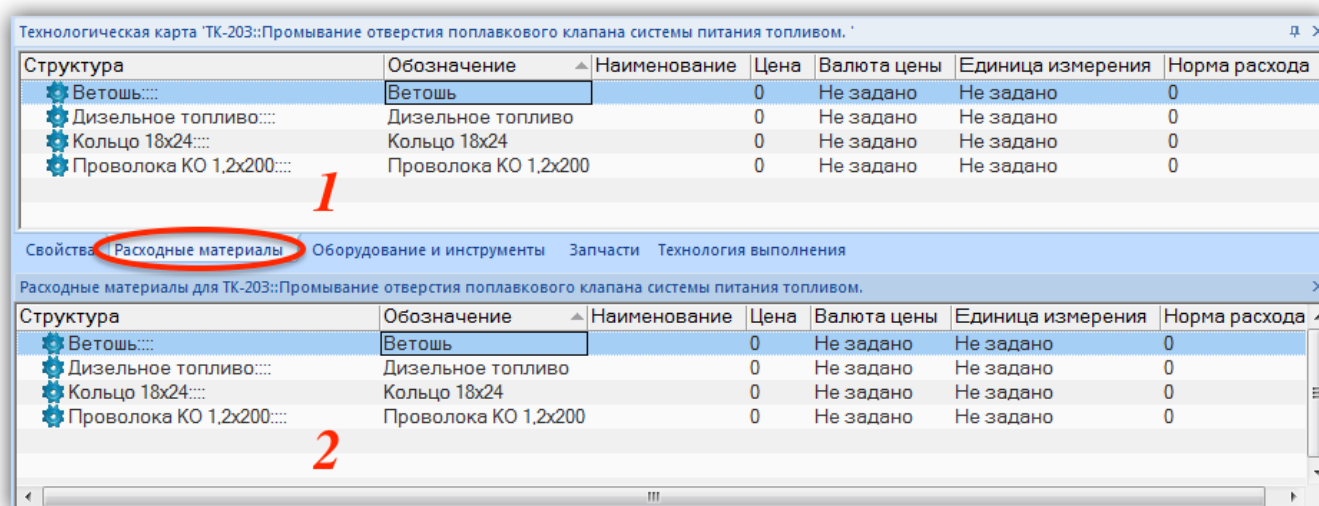 Технологическая карта 'ТК-203::Промывание отверстия поплавкового клапана системы питания топливом. '
Структура Обозначение Наименование Цена Валюта цены Единица измерения Норма расхода
Ветошь:::: Ветошь 0 Не задано Не задано 0
Дизельное топливо:::: Дизельное топливо 0 Не задано Не задано 0
Кольцо 18х24:::: Кольцо 18х24 0 Не задано Не задано 0
Проволока КО 1,2х200:::: Проволока КО 1,2х200 0 Не задано Не задано 0
1
Свойства Расходные материалы Оборудование и инструменты Запчасти Технология выполнения
Расходные материалы для ТК-203::Промывание отверстия поплавкового клапана системы питания топливом.
Структура Обозначение Наименование Цена Валюта цены Единица измерения Норма расхода
Ветошь:::: Ветошь 0 Не задано Не задано 0
Дизельное топливо:::: Дизельное топливо 0 Не задано Не задано 0
Кольцо 18х24:::: Кольцо 18х24 0 Не задано Не задано 0
Проволока КО 1,2х200:::: Проволока КО 1,2х200 0 Не задано Не задано 0
2